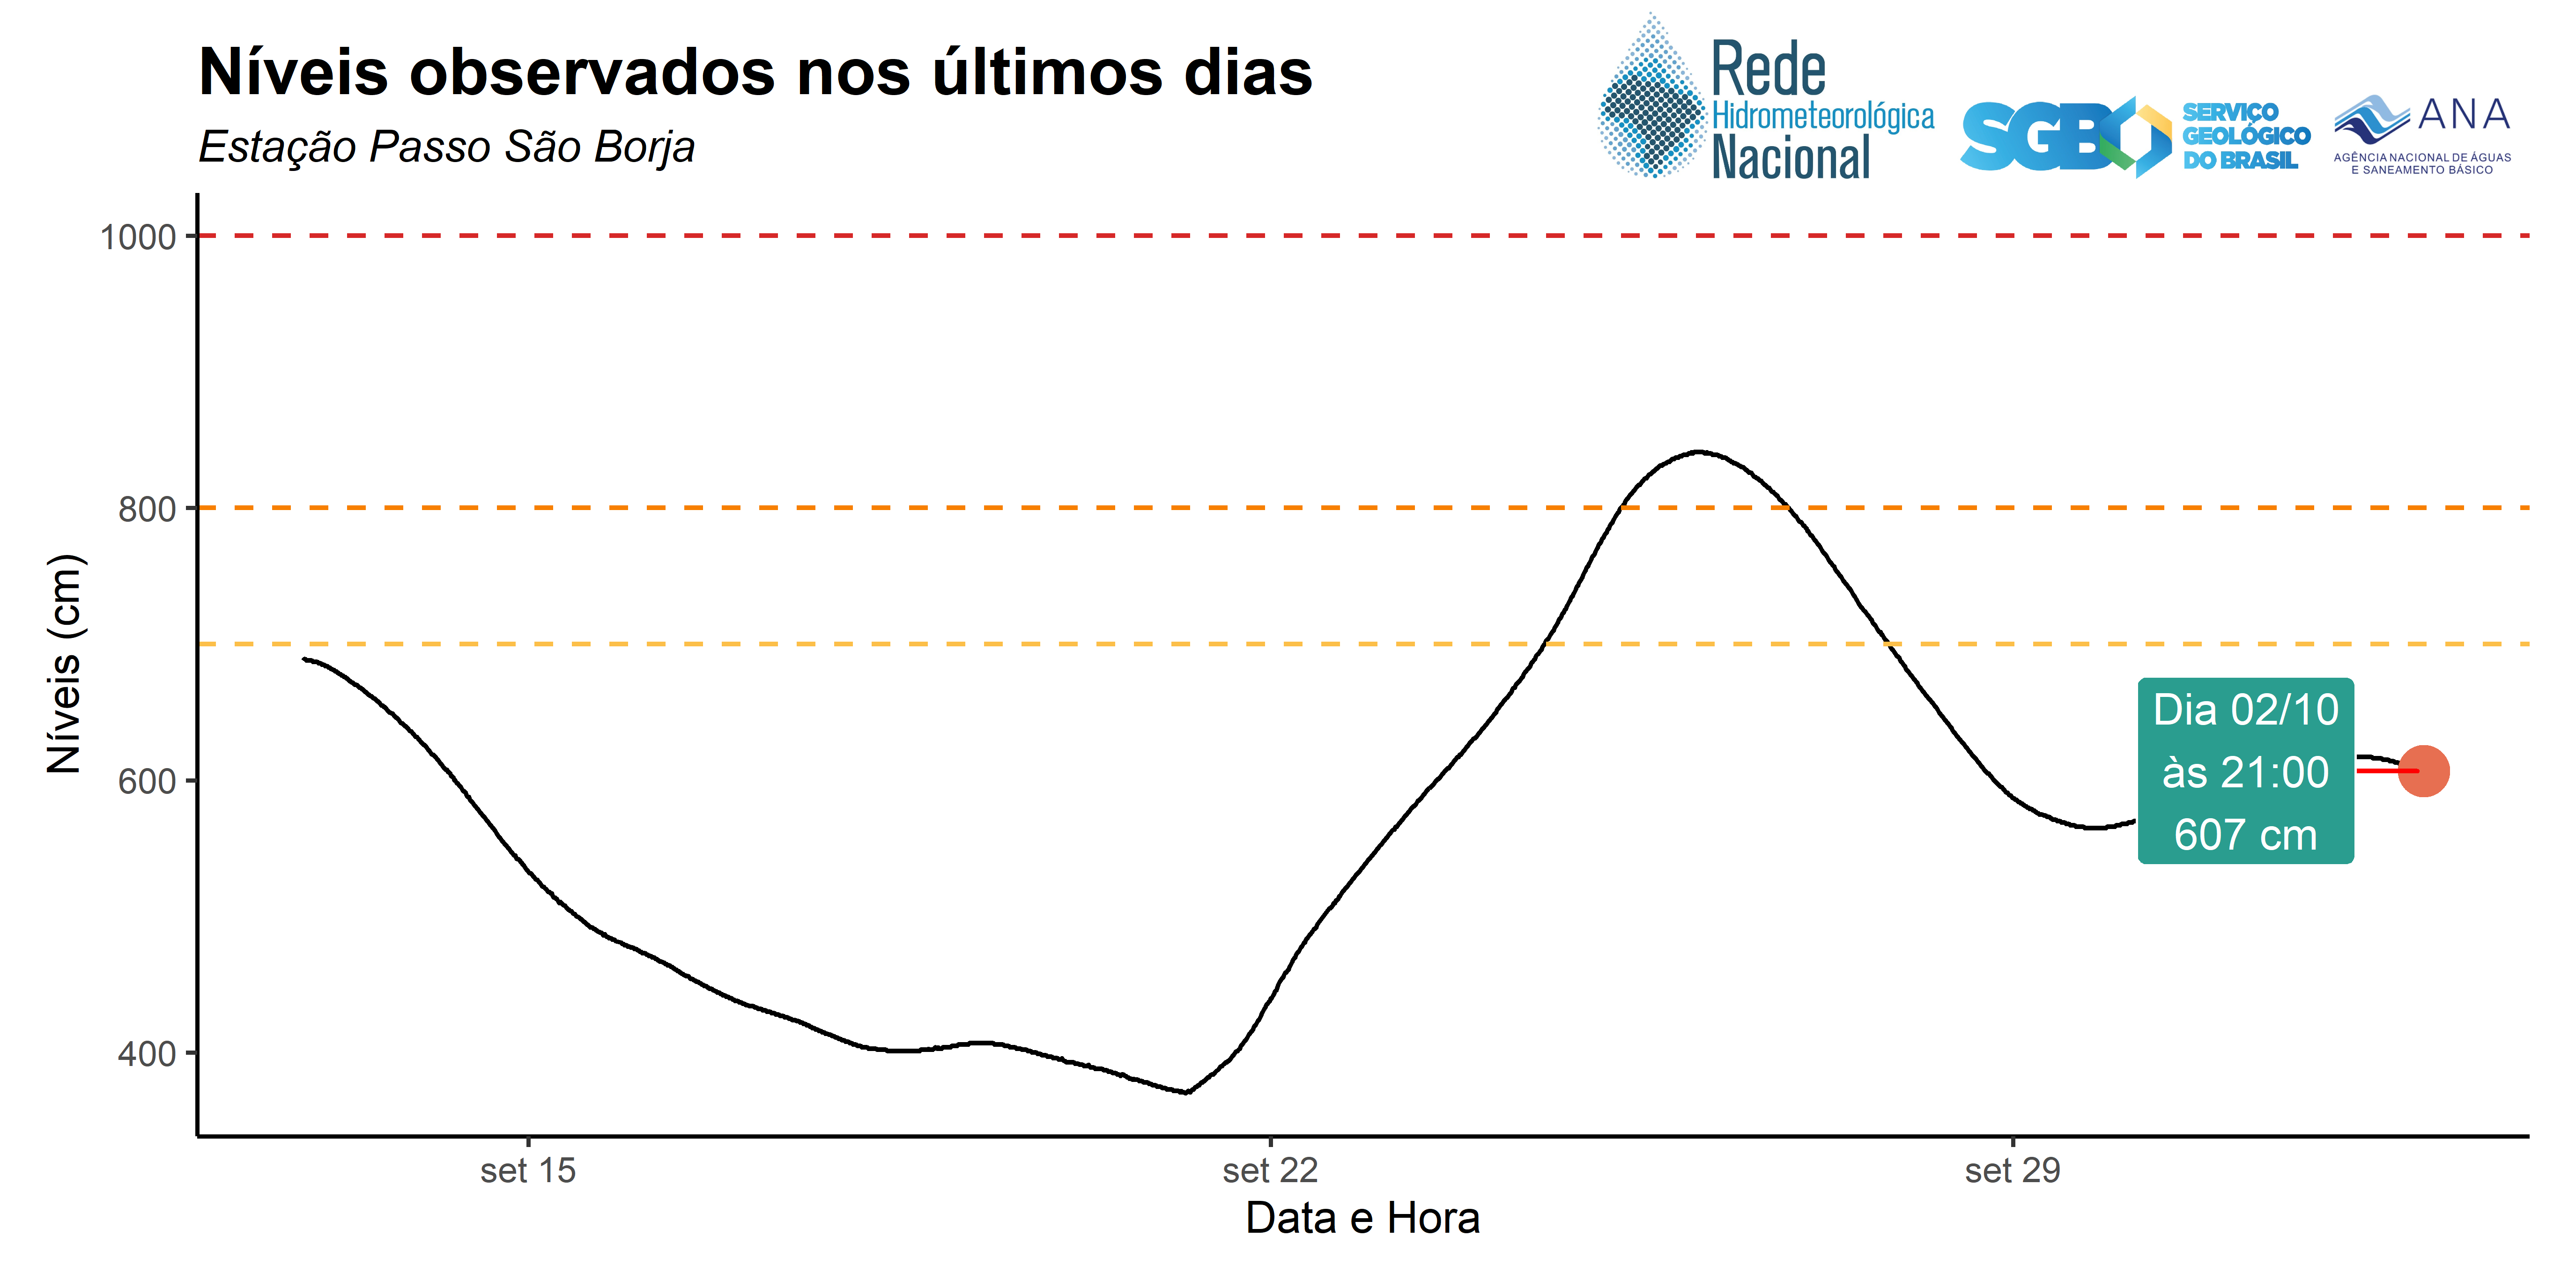 Níveis observados nos últimos dias
Estação Passo São Borja
Rede
Hidrometeorológica
Nacional
SGB
SERVIÇO
GEOLÓGICO
DO BRASIL
ANA
AGÊNCIA NACIONAL DE ÁGUAS
E SANEAMENTO BÁSICO
Níveis (cm)
1000
800
600
400
Dia 02/10
às 21:00
607 cm
set 15
set 22
set 29
Data e Hora